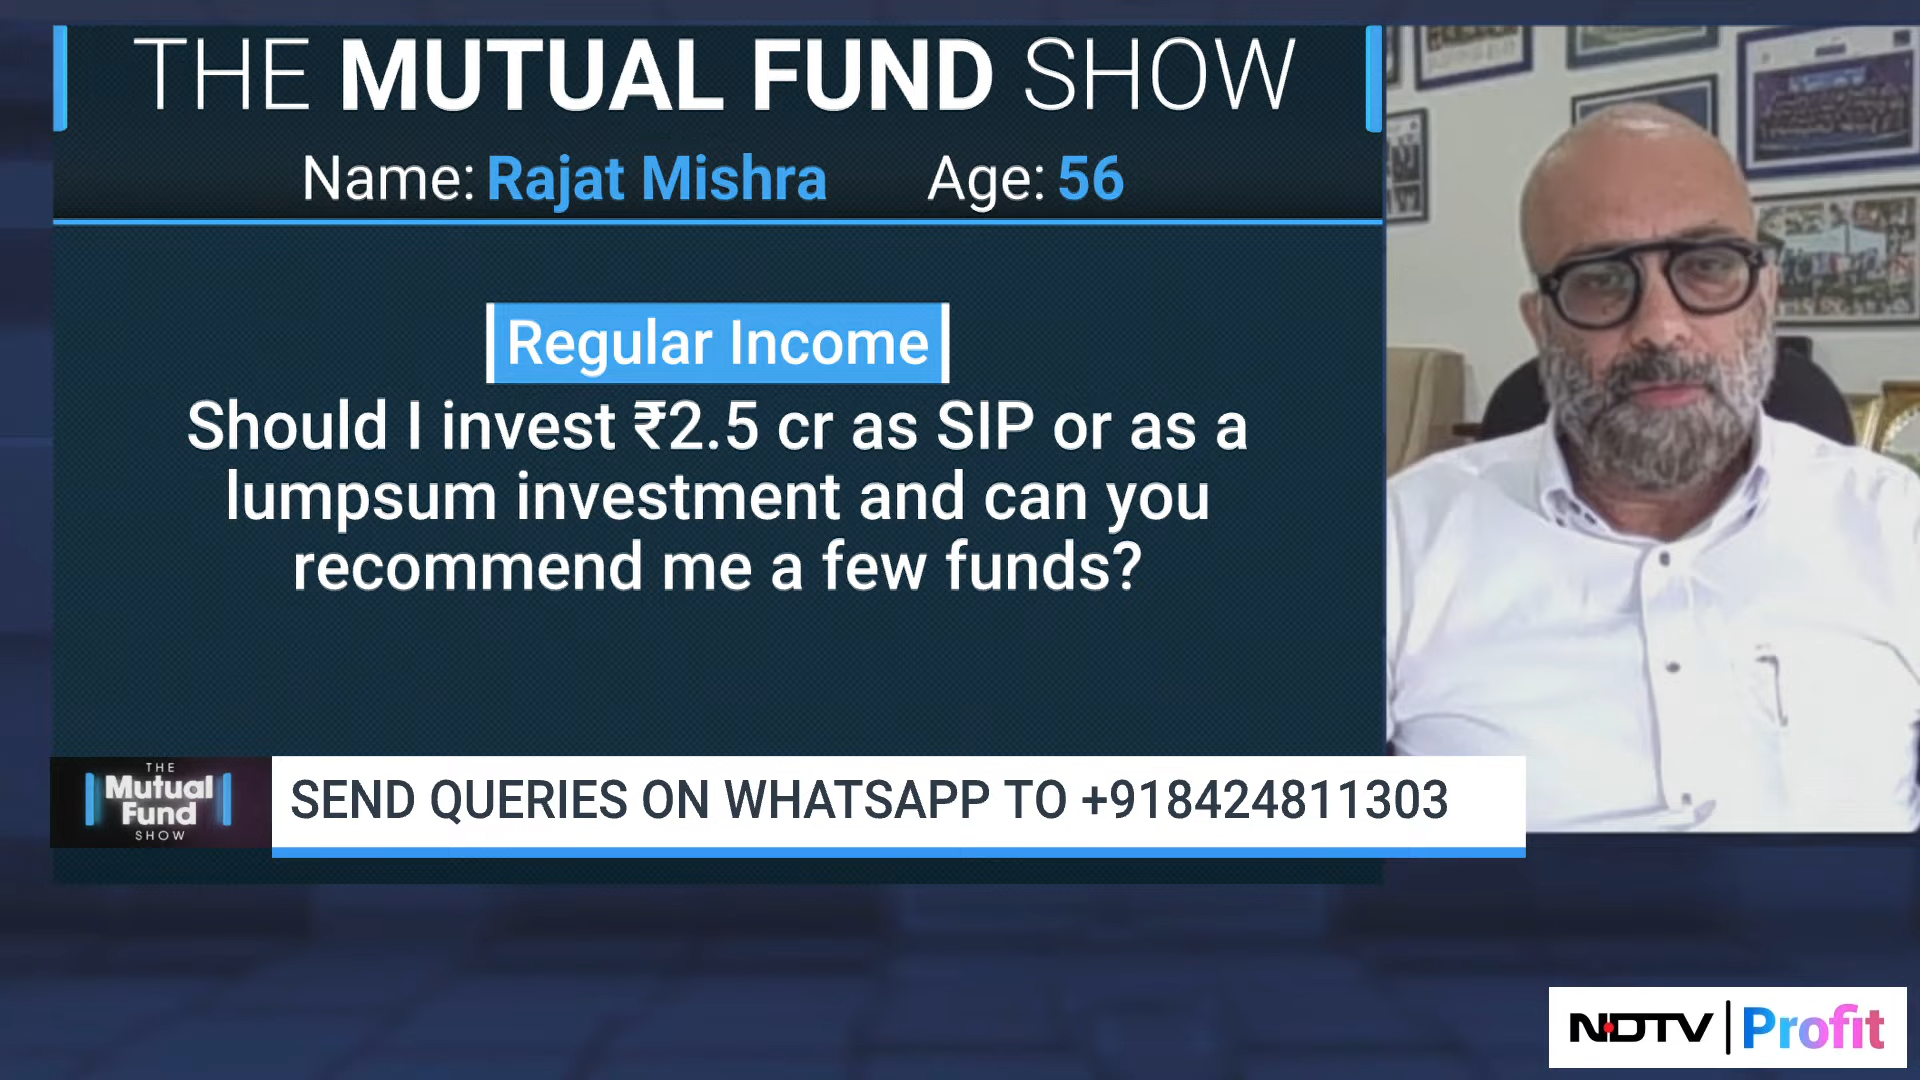 THE MUTUAL FUND SHOW
Name: Rajat Mishra Age: 56
Regular Income
Should I invest ₹2.5 cr as SIP or as a
lumpsum investment and can you
recommend me a few funds?
THE
Mutual
Fund
SHOW
SEND QUERIES ON WHATSAPP TO +918424811303
NDTV | Profit